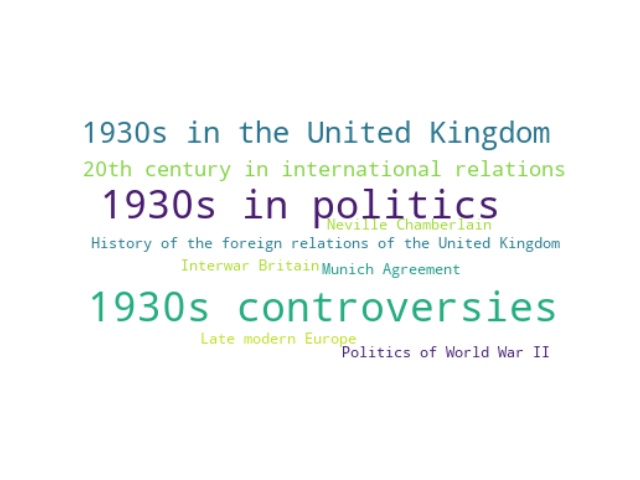 1930s in the United Kingdom
20th century in international relations
1930s in politics
Neville Chamberlain
History of the foreign relations of the United Kingdom
Interwar Britain
Munich Agreement
1930s controversies
Late modern Europe
Politics of World War II